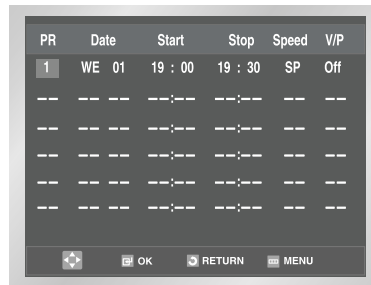 PR Date Start Stop Speed V/P
1 WE 01 19 : 00 19 : 30 SP Off
–– –– –– ––:–– ––:–– –– ––
–– –– –– ––:–– ––:–– –– ––
–– –– –– ––:–– ––:–– –– ––
–– –– –– ––:–– ––:–– –– ––
–– –– –– ––:–– ––:–– –– ––
OK RETURN MENU